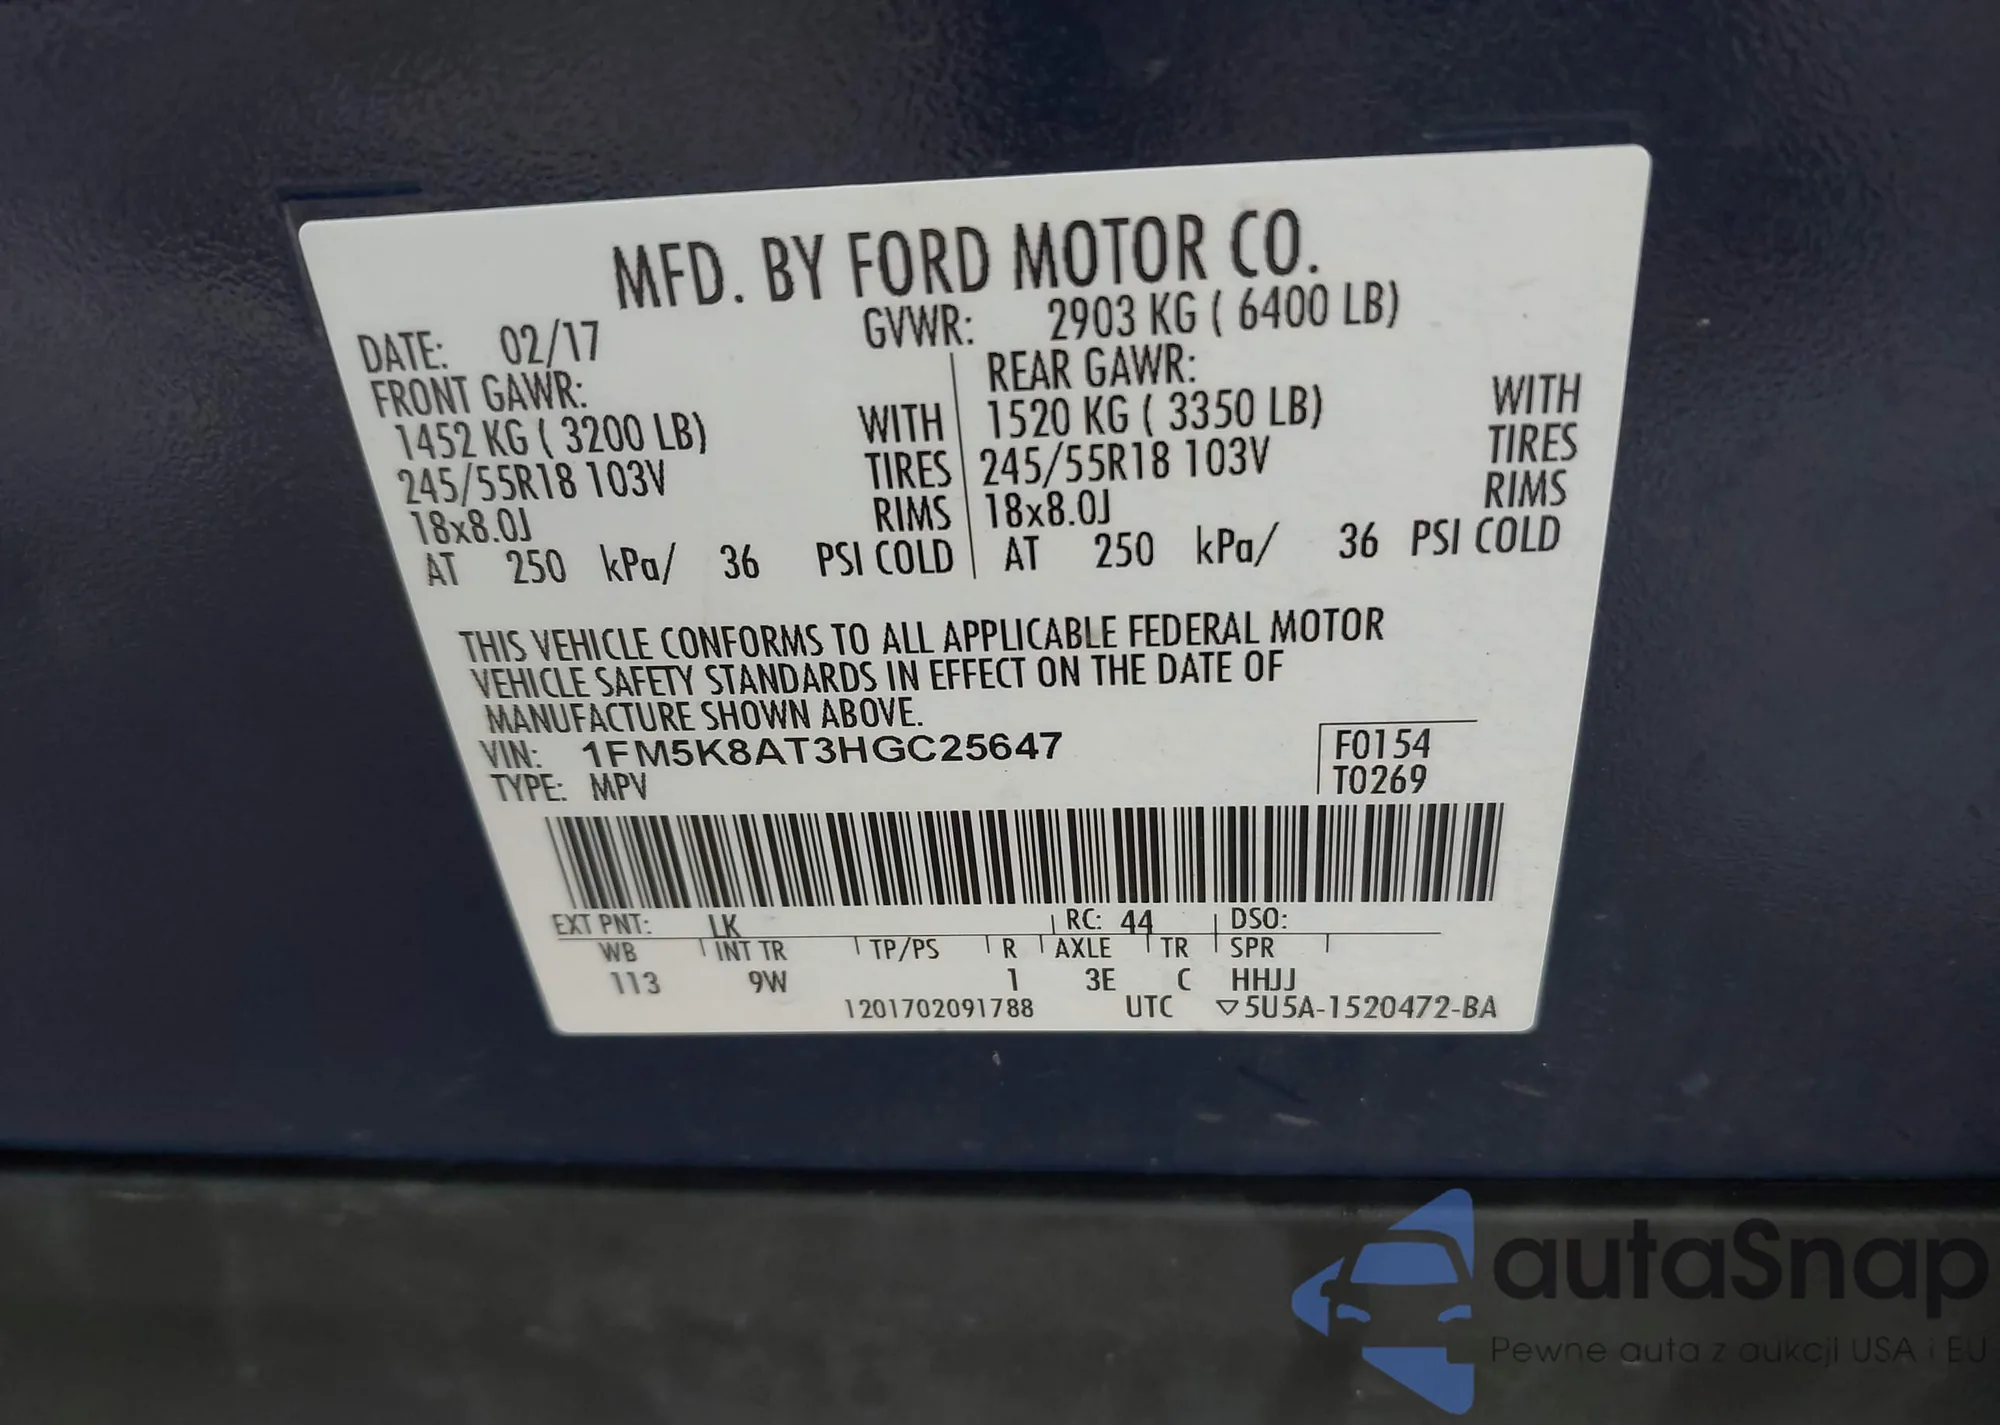 MFD. BY FORD MOTOR CO.
DATE: 02/17 GVWR: 2903 KG ( 6400 LB)
FRONT GAWR: REAR GAWR:
1452 KG ( 3200 LB) WITH 1520 KG ( 3350 LB) WITH
245/55R18 103V TIRES 245/55R18 103V TIRES
18x8.0J RIMS 18x8.0J RIMS
AT 250 kPa/ 36 PSI COLD AT 250 kPa/ 36 PSI COLD
THIS VEHICLE CONFORMS TO ALL APPLICABLE FEDERAL MOTOR
VEHICLE SAFETY STANDARDS IN EFFECT ON THE DATE OF
MANUFACTURE SHOWN ABOVE.
VIN: 1FM5K8AT3HGC25647 F0154
TYPE: MPV T0269
EXT PNT: LK RC: 44 DSO:
WB INT TR TP/PS R AXLE TR SPR
113 9W 1 3E C HHJJ
1201702091788 UTC ▽5U5A-1520472-BA
autaSnap
Pewne auta z aukcji USA i EU